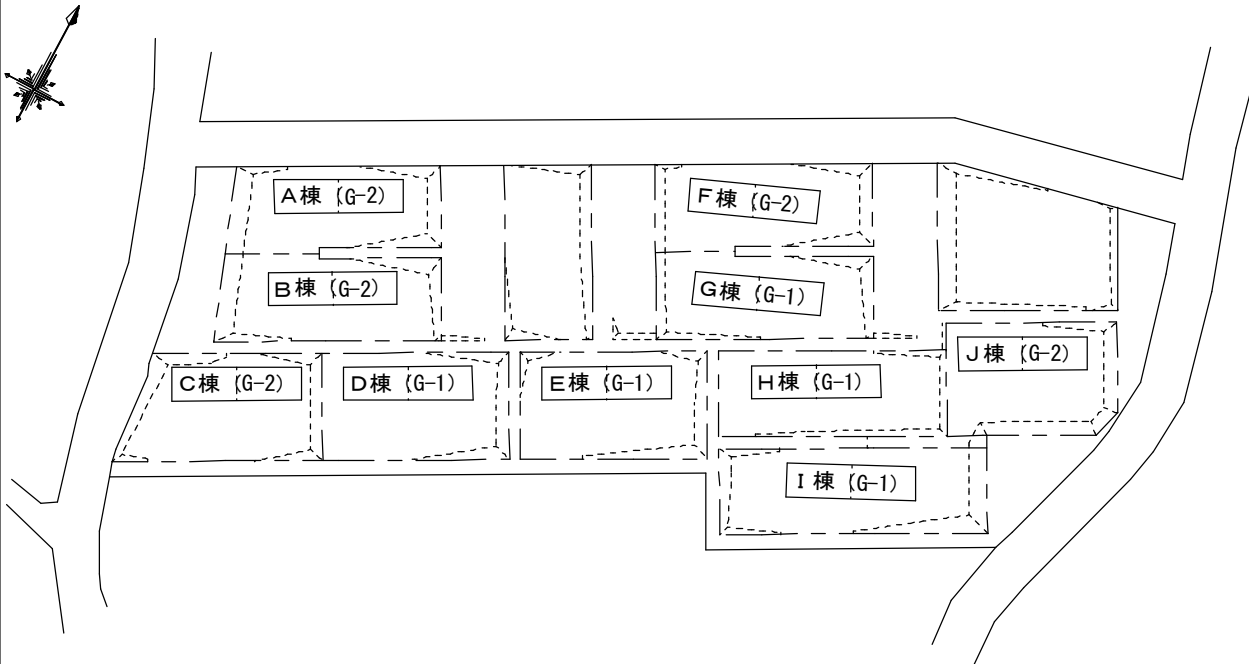 A棟 (G-2)
F棟 (G-2)
B棟 (G-2)
G棟 (G-1)
C棟 (G-2)
D棟 (G-1)
E棟 (G-1)
H棟 (G-1)
J棟 (G-2)
I棟 (G-1)